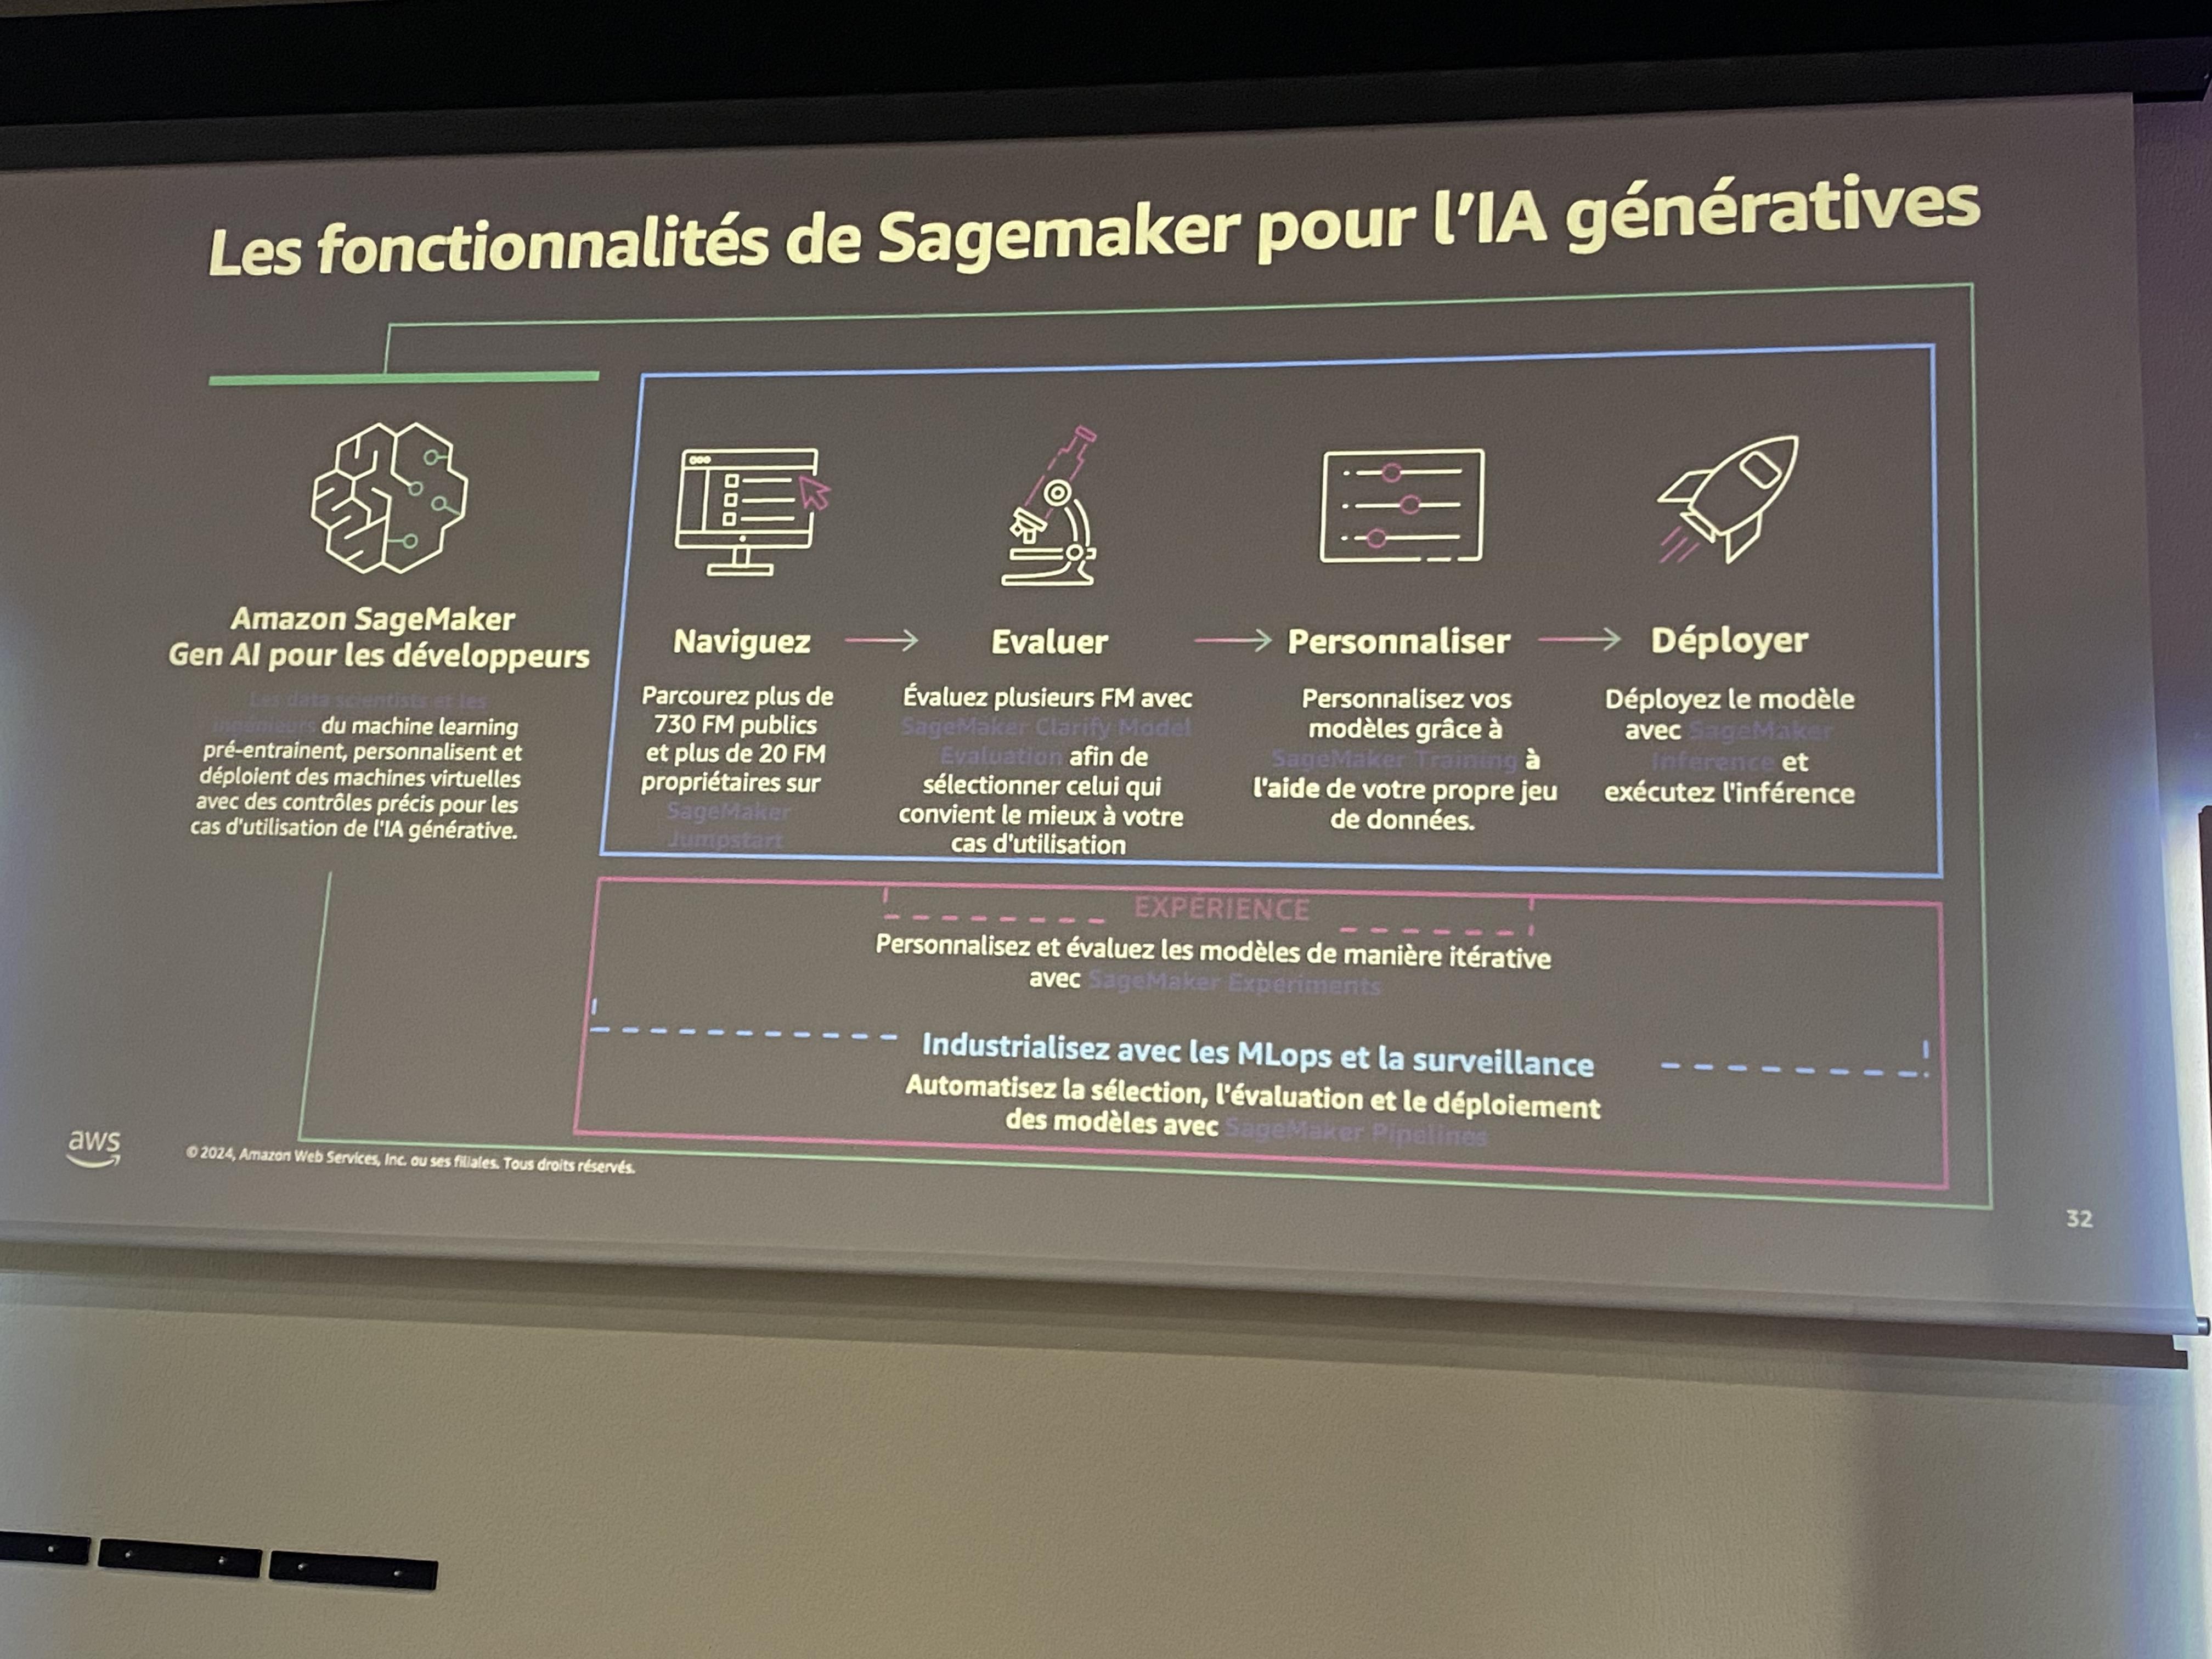 Les fonctionnalités de Sagemaker pour l'IA génératives
Amazon SageMaker
Gen AI pour les développeurs
Les data scientists et les
ingénieurs du machine learning
pré-entrainent, personnalisent et
déploient des machines virtuelles
avec des contrôles précis pour les
cas d'utilisation de l'IA générative.
Naviguez
Parcourez plus de
730 FM publics
et plus de 20 FM
propriétaires sur
SageMaker
Jumpstart
Evaluer
Évaluez plusieurs FM avec
SageMaker Clarify Model
Evaluation afin de
sélectionner celui qui
convient le mieux à votre
cas d'utilisation
Personnaliser
Personnalisez vos
modèles grâce à
SageMaker Training à
l'aide de votre propre jeu
de données.
Déployer
Déployez le modèle
avec SageMaker
Inference et
exécutez l'inférence
EXPÉRIENCE
Personnalisez et évaluez les modèles de manière itérative
avec SageMaker Experiments
Industrialisez avec les MLops et la surveillance
Automatisez la sélection, l'évaluation et le déploiement
des modèles avec SageMaker Pipelines
aws
© 2024, Amazon Web Services, Inc. ou ses filiales. Tous droits réservés.
32